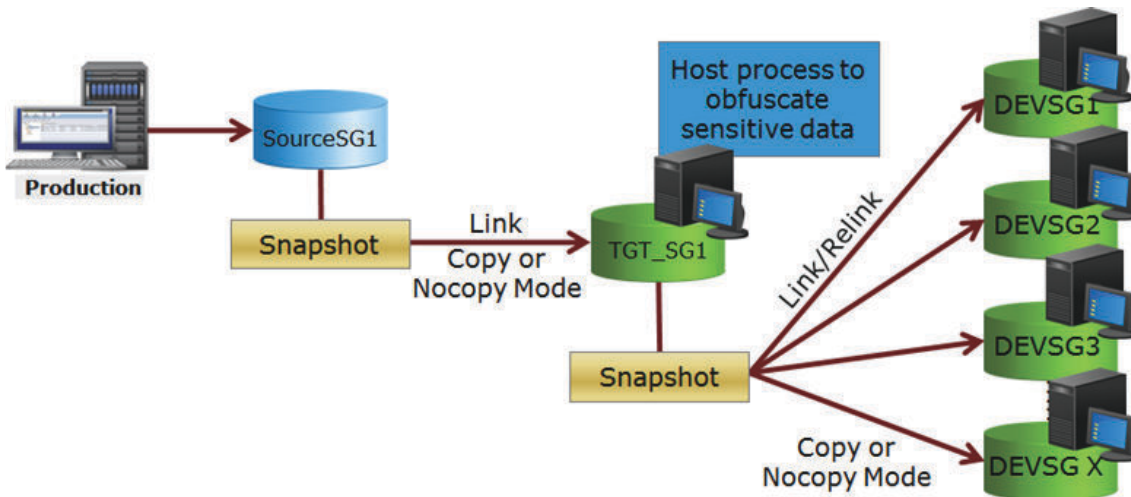 Production
SourceSG1
Snapshot
Link
Copy or
Nocopy Mode
Host process to
obfuscate
sensitive data
TGT_SG1
Snapshot
Link/Relink
Copy or
Nocopy Mode
DEVSG1
DEVSG2
DEVSG3
DEVSG X